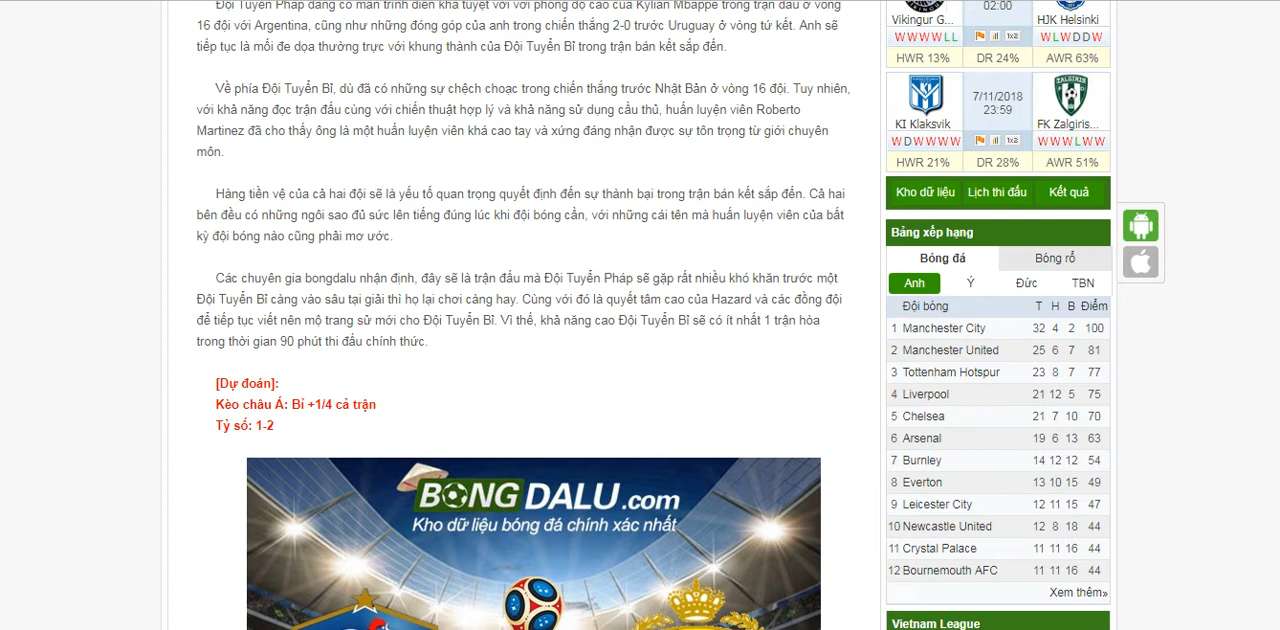 Đội Tuyển Pháp đang có màn trình diễn khá tuyệt vời với phong độ cao của Kylian Mbappe trong trận đấu ở vòng
16 đội với Argentina, cũng như những đóng góp của anh trong chiến thắng 2-0 trước Uruguay ở vòng tứ kết. Anh sẽ
tiếp tục là mối đe dọa thường trực với khung thành của Đội Tuyển Bỉ trong trận bán kết sắp đến.
Về phía Đội Tuyển Bỉ, dù đã có những sự chệch choạc trong chiến thắng trước Nhật Bản ở vòng 16 đội. Tuy nhiên,
với khả năng đọc trận đấu cùng với chiến thuật hợp lý và khả năng sử dụng cầu thủ, huấn luyện viên Roberto
Martinez đã cho thấy ông là một huấn luyện viên khá cao tay và xứng đáng nhận được sự tôn trọng từ giới chuyên
môn.
Hàng tiền vệ của cả hai đội sẽ là yếu tố quan trọng quyết định đến sự thành bại trong trận bán kết sắp đến. Cả hai
bên đều có những ngôi sao đủ sức lên tiếng đúng lúc khi đội bóng cần, với những cái tên mà huấn luyện viên của bất
kỳ đội bóng nào cũng phải mơ ước.
Các chuyên gia bongdalu nhận định, đây sẽ là trận đấu mà Đội Tuyển Pháp sẽ gặp rất nhiều khó khăn trước một
Đội Tuyển Bỉ càng vào sâu tại giải thì họ lại chơi càng hay. Cùng với đó là quyết tâm cao của Hazard và các đồng đội
để tiếp tục viết nên mộ trang sử mới cho Đội Tuyển Bỉ. Vì thế, khả năng cao Đội Tuyển Bỉ sẽ có ít nhất 1 trận hòa
trong thời gian 90 phút thi đấu chính thức.
[Dự đoán]:
Kèo châu Á: Bỉ +1/4 cả trận
Tỷ số: 1-2
BONGDALU.com
Kho dữ liệu bóng đá chính xác nhất
02:00
Vikingur G... HJK Helsinki
WWWWLL 1x2 WLWDDW
HWR 13% DR 24% AWR 63%
ZALGIRIS
7/11/2018
23:59
KI Klaksvik FK Zalgiris...
WDWWWW 1x2 WWWLWW
HWR 21% DR 28% AWR 51%
Kho dữ liệu Lịch thi đấu Kết quả
Bảng xếp hạng
Bóng đá Bóng rổ
Anh Ý Đức TBN
Đội bóng T H B Điểm
1 Manchester City 32 4 2 100
2 Manchester United 25 6 7 81
3 Tottenham Hotspur 23 8 7 77
4 Liverpool 21 12 5 75
5 Chelsea 21 7 10 70
6 Arsenal 19 6 13 63
7 Burnley 14 12 12 54
8 Everton 13 10 15 49
9 Leicester City 12 11 15 47
10 Newcastle United 12 8 18 44
11 Crystal Palace 11 11 16 44
12 Bournemouth AFC 11 11 16 44
Xem thêm»
Vietnam League